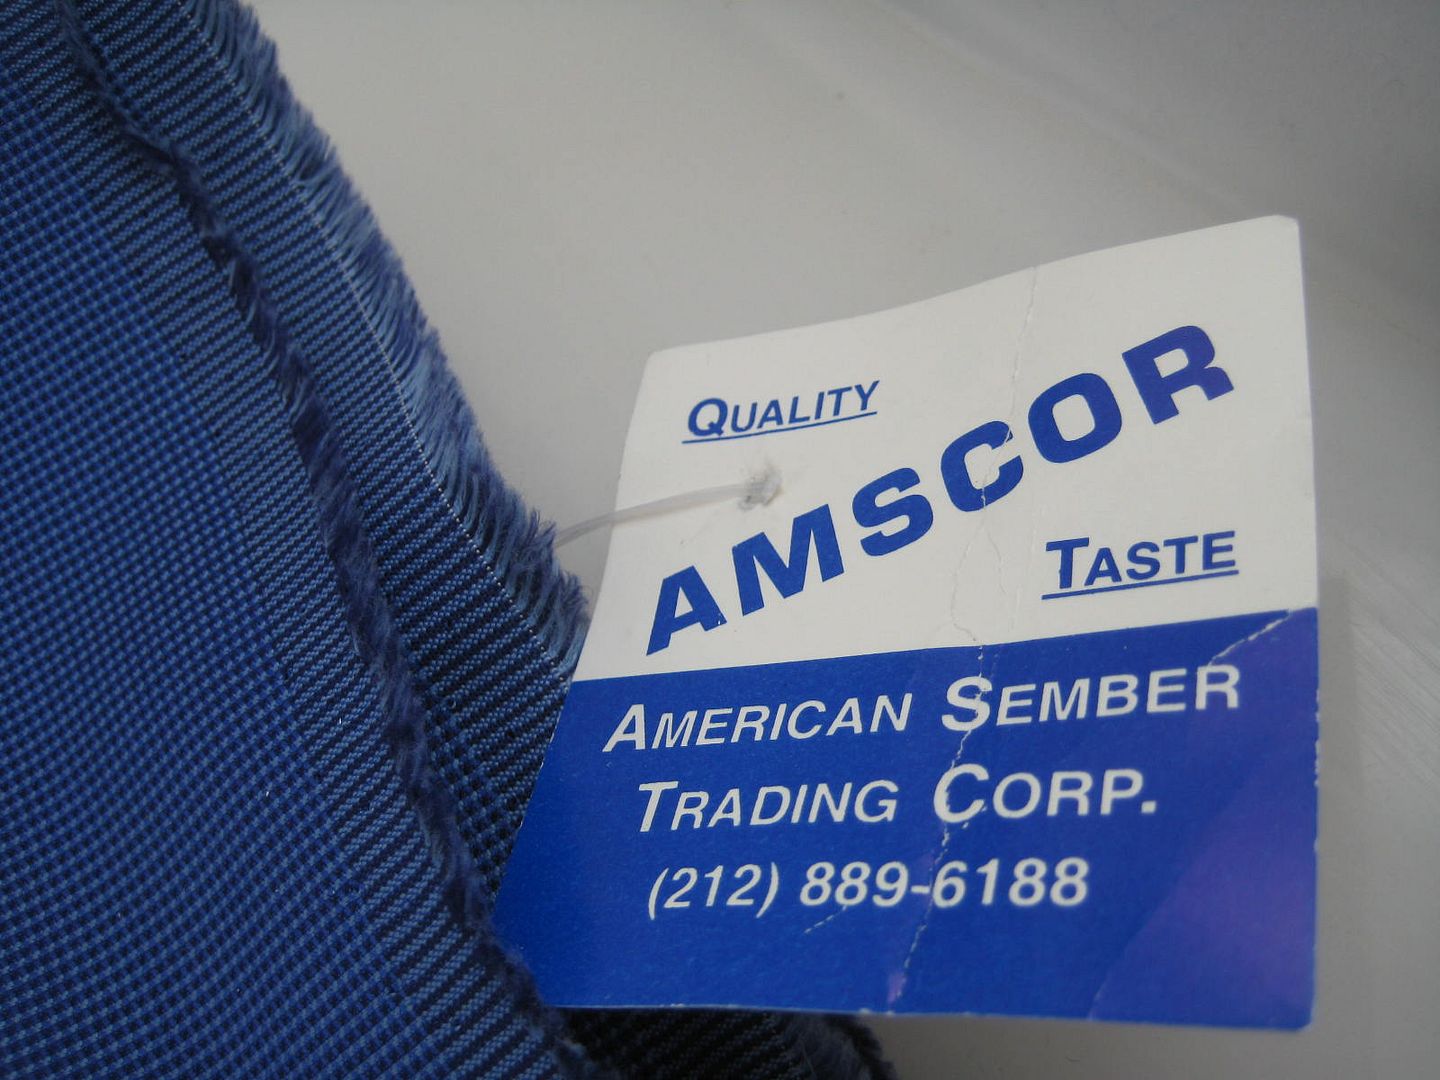 QUALITY
AMSCOR
TASTE
AMERICAN SEMBER
TRADING CORP.
(212) 889-6188